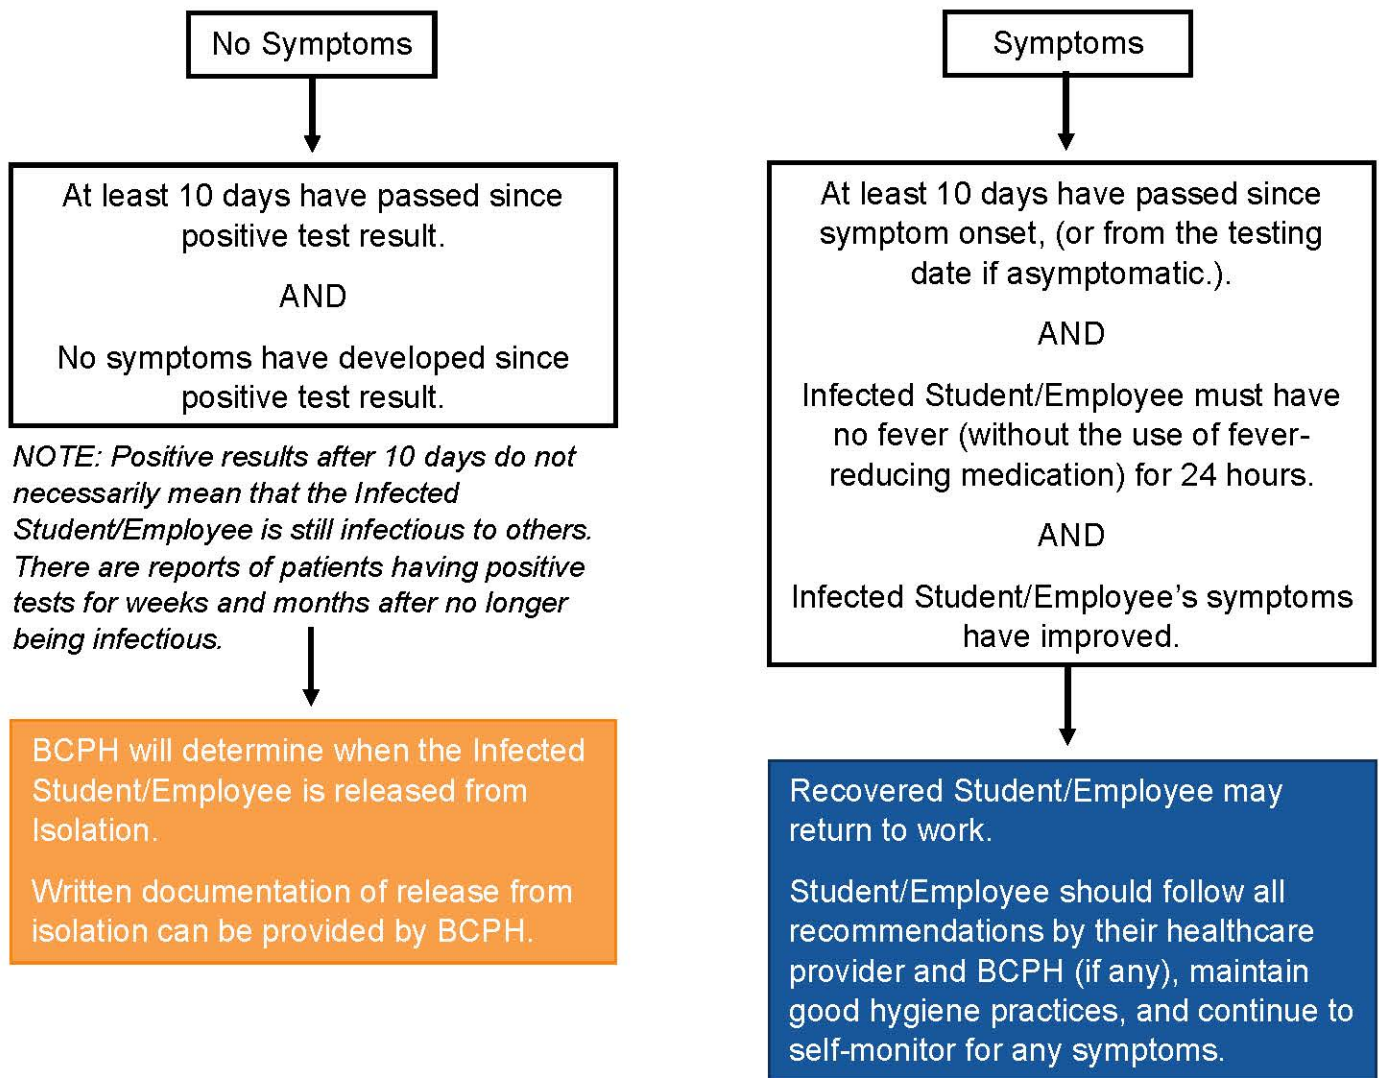 No Symptoms
At least 10 days have passed since
positive test result.
AND
No symptoms have developed since
positive test result.
NOTE: Positive results after 10 days do not
necessarily mean that the Infected
Student/Employee is still infectious to others.
There are reports of patients having positive
tests for weeks and months after no longer
being infectious.
BCPH will determine when the Infected
Student/Employee is released from
Isolation.
Written documentation of release from
isolation can be provided by BCPH.
Symptoms
At least 10 days have passed since
symptom onset, (or from the testing
date if asymptomatic.).
AND
Infected Student/Employee must have
no fever (without the use of fever-
reducing medication) for 24 hours.
AND
Infected Student/Employee’s symptoms
have improved.
Recovered Student/Employee may
return to work.
Student/Employee should follow all
recommendations by their healthcare
provider and BCPH (if any), maintain
good hygiene practices, and continue to
self-monitor for any symptoms.